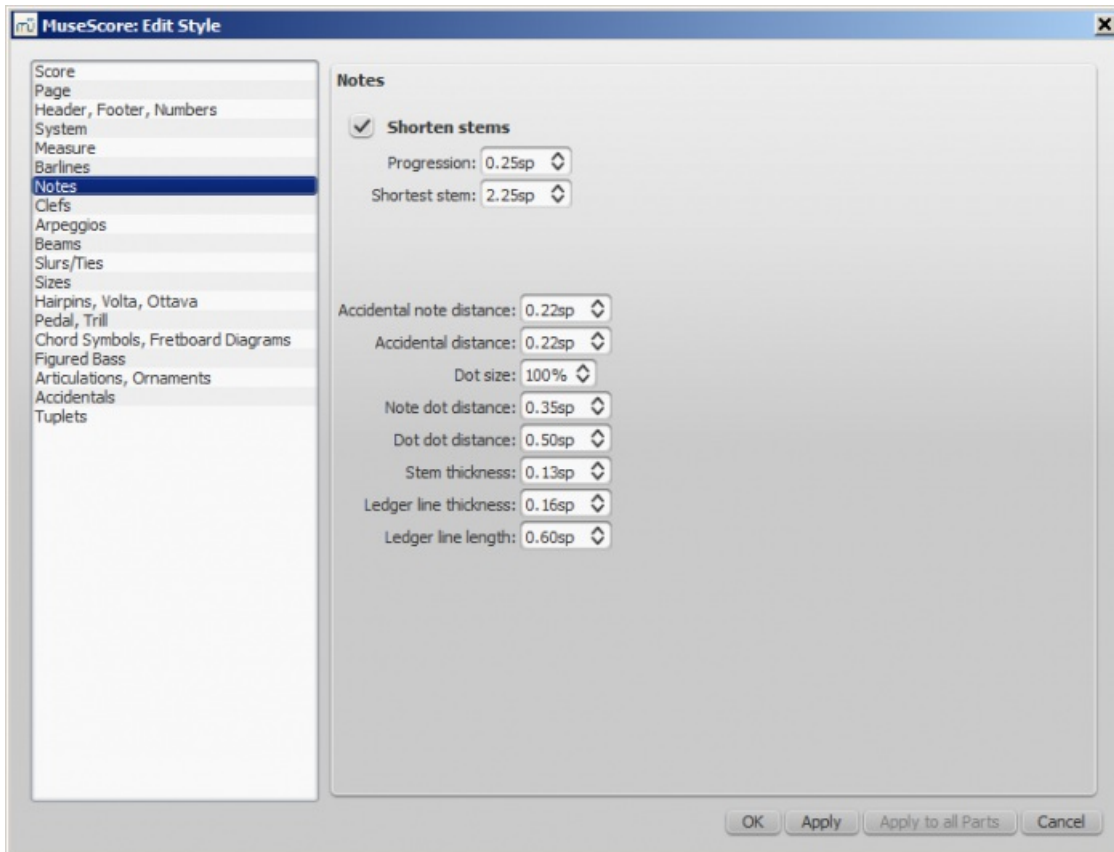 MuseScore: Edit Style
Score
Page
Header, Footer, Numbers
System
Measure
Barlines
Notes
Clefs
Arpeggios
Beams
Slurs/Ties
Sizes
Hairpins, Volta, Ottava
Pedal, Trill
Chord Symbols, Fretboard Diagrams
Figured Bass
Articulations, Ornaments
Accidentals
Tuplets
Notes
Shorten stems
Progression: 0.25sp
Shortest stem: 2.25sp
Accidental note distance: 0.22sp
Accidental distance: 0.22sp
Dot size: 100%
Note dot distance: 0.35sp
Dot dot distance: 0.50sp
Stem thickness: 0.13sp
Ledger line thickness: 0.16sp
Ledger line length: 0.60sp
OK Apply Apply to all Parts Cancel